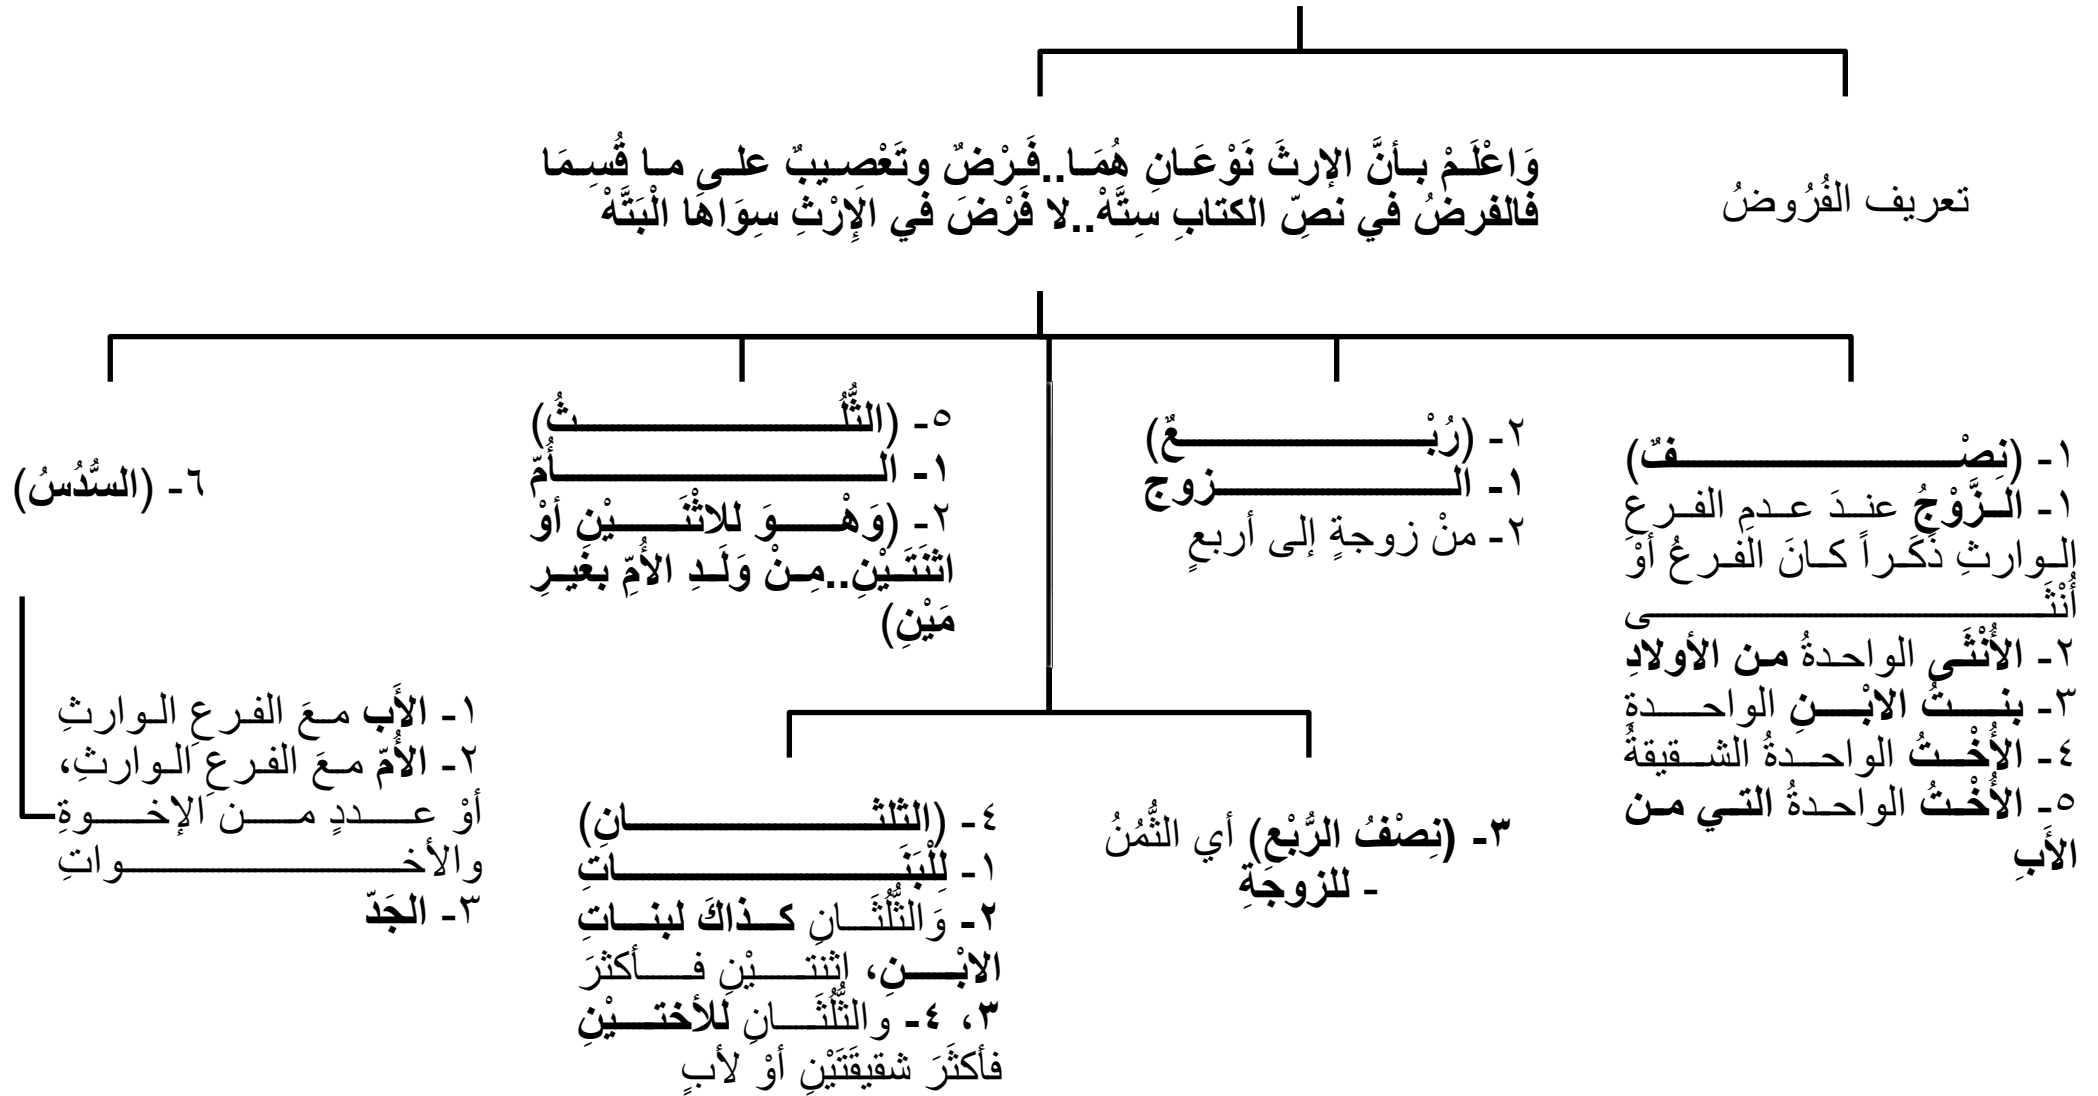 تعريف الفُرُوضُ
وَاعْلَمْ بأنَّ الإرثَ نَوْعَانِ هُمَا..فَرْضٌ وتَعْصِيبٌ على ما قُسِمَا
فالفرضُ في نصِّ الكتابِ سِتَّهْ..لا فَرْضَ في الإِرْثِ سِوَاهَا الْبَتَّهْ
١- (نِصْفٌ)
١- الزَّوْجُ عندَ عدمِ الفرعِ
الوارثِ ذَكَراً كانَ الفرعُ أوْ
أُنْثَى
٢- الأُنْثَى الواحدةُ من الأولادِ
٣- بنتُ الابْنِ الواحدةِ
٤- الأُخْتُ الواحدةُ الشقيقةُ
٥- الأُخْتُ الواحدةُ التي من
الأَبِ
٢- (رُبْعٌ)
١- الزوج
٢- منْ زوجةٍ إلى أربعٍ
٣- (نِصْفُ الرُّبْعِ) أي الثُّمُنُ
- للزوجَةِ
٤- (الثلثانِ)
١- لِلْبَنَاتِ
٢- وَالثُّلُثَانِ كذاكَ لبناتِ
الابْنِ، اثنتيْنِ فأكثرَ
٣، ٤- والثُّلُثَانِ للأختيْنِ
فأكثَرَ شقيقَتَيْنِ أوْ لأبٍ
٥- (الثُّلُثُ)
١- الأُمّ
٢- (وَهْوَ للاثْنَيْنِ أوْ
اثنَتَيْنِ..مِنْ وَلَدِ الأُمِّ بغَيرِ
مَيْنِ)
٦- (السُّدُسُ)
١- الأَب معَ الفرعِ الوارثِ
٢- الأُمّ معَ الفرعِ الوارثِ،
أوْ عددٍ من الإخوةِ
والأخواتِ
٣- الجَدّ